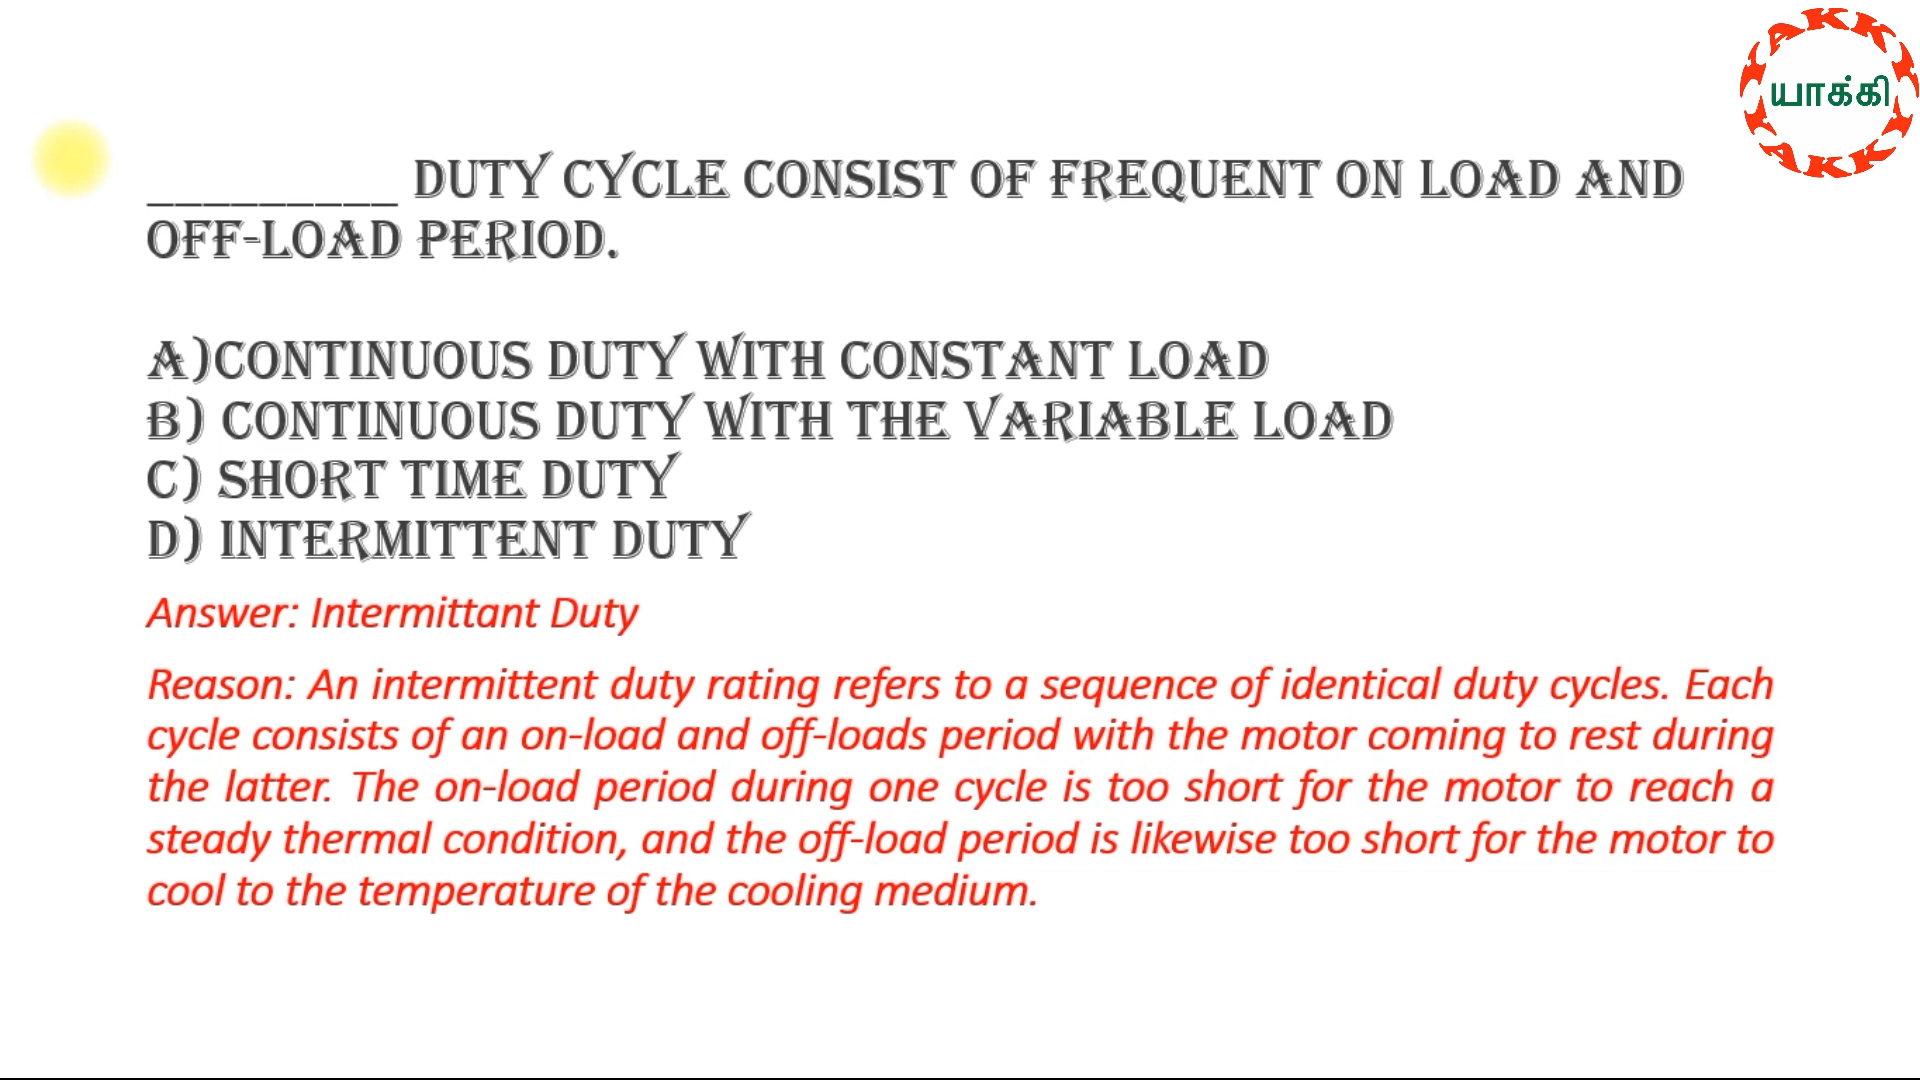 YAKKI
யாக்கி
YAKKI
_________ DUTY CYCLE CONSIST OF FREQUENT ON LOAD AND
OFF-LOAD PERIOD.
A)CONTINUOUS DUTY WITH CONSTANT LOAD
B) CONTINUOUS DUTY WITH THE VARIABLE LOAD
C) SHORT TIME DUTY
D) INTERMITTENT DUTY
Answer: Intermittant Duty
Reason: An intermittent duty rating refers to a sequence of identical duty cycles. Each
cycle consists of an on-load and off-loads period with the motor coming to rest during
the latter. The on-load period during one cycle is too short for the motor to reach a
steady thermal condition, and the off-load period is likewise too short for the motor to
cool to the temperature of the cooling medium.